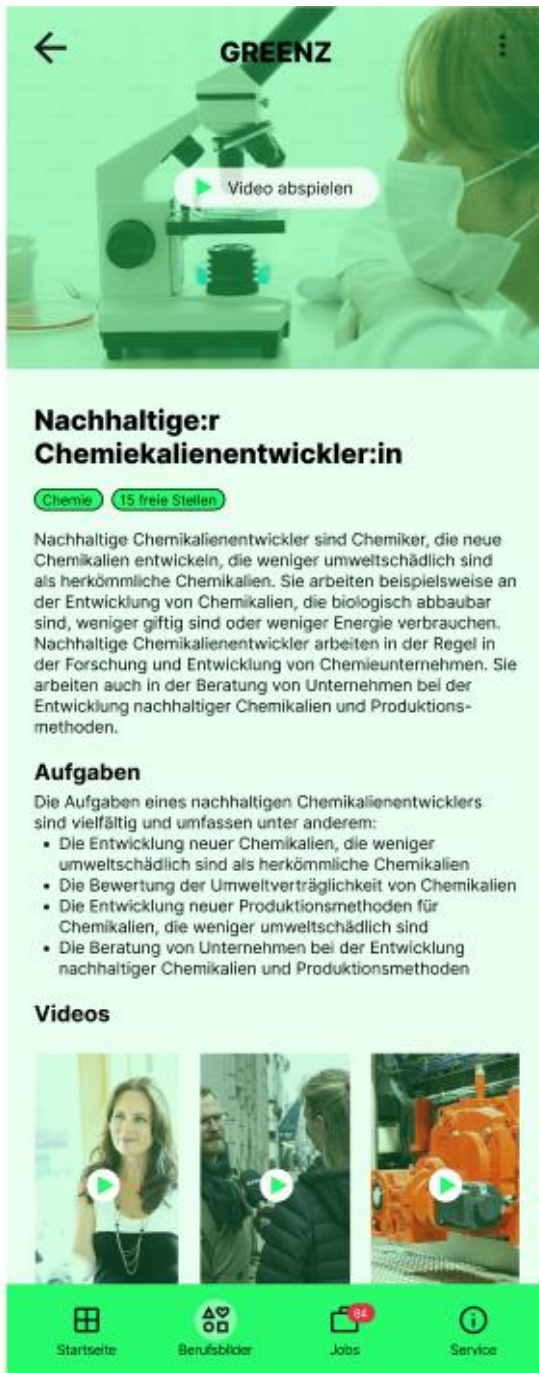 GREENZ
Video abspielen
Nachhaltige:r
Chemiekalienentwickler:in
Chemie
15 freie Stellen
Nachhaltige Chemikalienentwickler sind Chemiker, die neue
Chemikalien entwickeln, die weniger umweltschädlich sind
als herkömmliche Chemikalien. Sie arbeiten beispielsweise an
der Entwicklung von Chemikalien, die biologisch abbaubar
sind, weniger giftig sind oder weniger Energie verbrauchen.
Nachhaltige Chemikalienentwickler arbeiten in der Regel in
der Forschung und Entwicklung von Chemieunternehmen. Sie
arbeiten auch in der Beratung von Unternehmen bei der
Entwicklung nachhaltiger Chemikalien und Produktions-
methoden.
Aufgaben
Die Aufgaben eines nachhaltigen Chemikalienentwicklers
sind vielfältig und umfassen unter anderem:
• Die Entwicklung neuer Chemikalien, die weniger
umweltschädlich sind als herkömmliche Chemikalien
• Die Bewertung der Umweltverträglichkeit von Chemikalien
• Die Entwicklung neuer Produktionsmethoden für
Chemikalien, die weniger umweltschädlich sind
• Die Beratung von Unternehmen bei der Entwicklung
nachhaltiger Chemikalien und Produktionsmethoden
Videos
84
Startseite
Berufsbilder
Jobs
Service